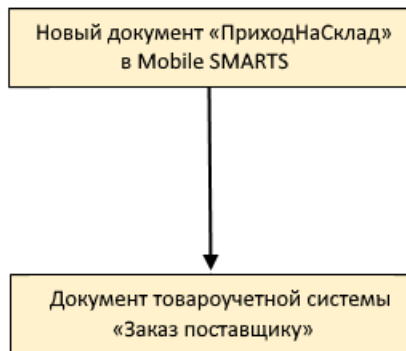 Новый документ «ПриходНаСклад»
в Mobile SMARTS
Документ товароучетной системы
«Заказ поставщику»